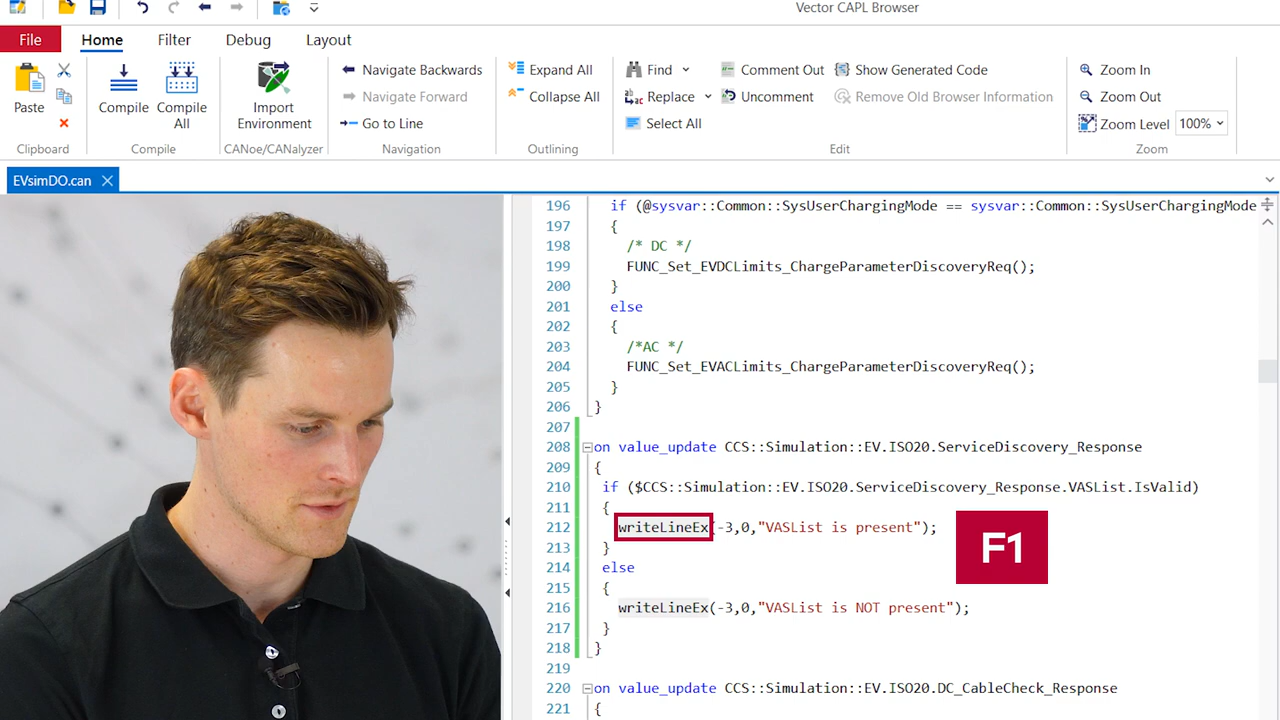 Vector CAPL Browser
File Home Filter Debug Layout
Paste
Compile
Compile All
Import Environment
Navigate Backwards
Navigate Forward
Go to Line
Expand All
Collapse All
Find
Replace
Select All
Comment Out
Uncomment
Show Generated Code
Remove Old Browser Information
Zoom In
Zoom Out
Zoom Level 100%
Clipboard Compile CANoe/CANalyzer Navigation Outlining Edit Zoom
EVsimDO.can
196 if (@sysvar::Common::SysUserChargingMode == sysvar::Common::SysUserChargingMode
197 {
198 /* DC */
199 FUNC_Set_EVDCLimits_ChargeParameterDiscoveryReq();
200 }
201 else
202 {
203 /*AC */
204 FUNC_Set_EVACLimits_ChargeParameterDiscoveryReq();
205 }
206 }
207
208 on value_update CCS::Simulation::EV.ISO20.ServiceDiscovery_Response
209 {
210 if ($CCS::Simulation::EV.ISO20.ServiceDiscovery_Response.VASList.IsValid)
211 {
212 writeLineEx(-3,0,"VASList is present");
213 }
214 else
215 {
216 writeLineEx(-3,0,"VASList is NOT present");
217 }
218 }
219
220 on value_update CCS::Simulation::EV.ISO20.DC_CableCheck_Response
221 {
F1